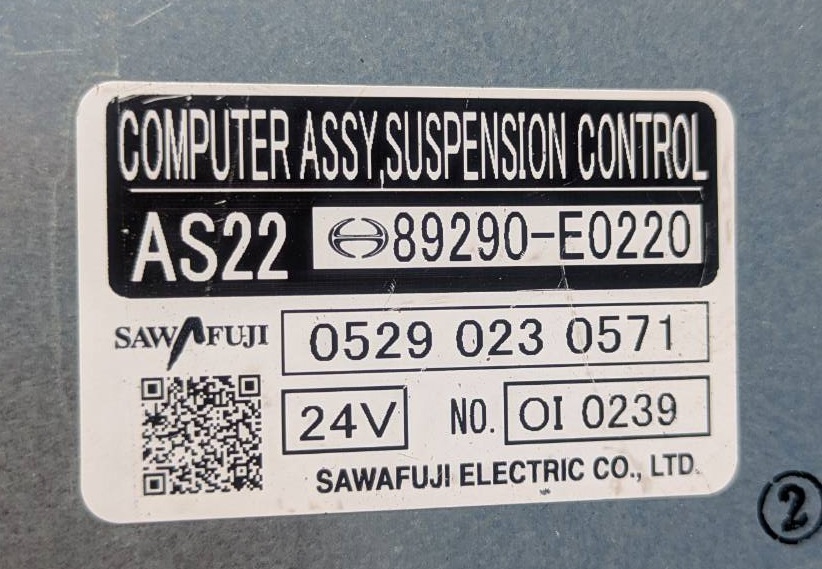 COMPUTER ASSY,SUSPENSION CONTROL
AS22 89290-E0220
SAWAFUJI 0529 023 0571
24V NO. OI 0239
SAWAFUJI ELECTRIC CO., LTD.
2